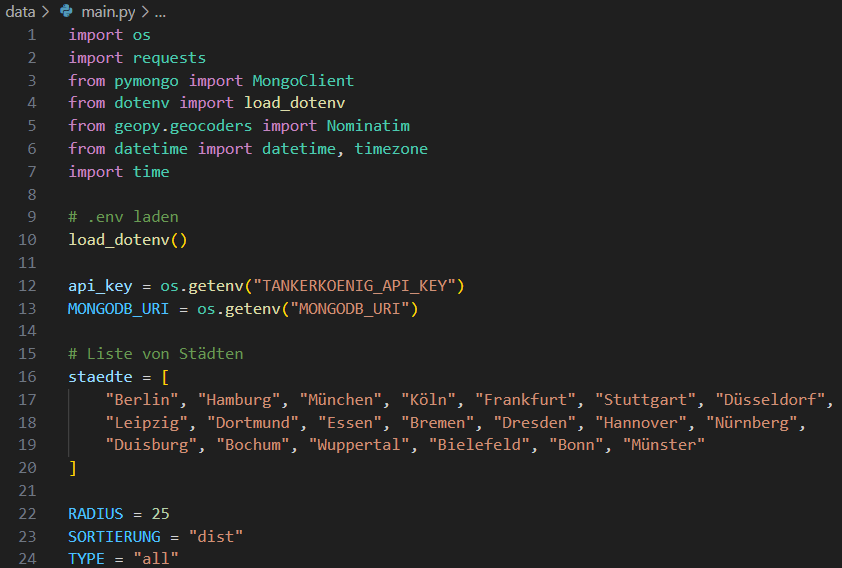 data > main.py > ...
1 import os
2 import requests
3 from pymongo import MongoClient
4 from dotenv import load_dotenv
5 from geopy.geocoders import Nominatim
6 from datetime import datetime, timezone
7 import time
8
9 # .env laden
10 load_dotenv()
11
12 api_key = os.getenv("TANKERKOENIG_API_KEY")
13 MONGODB_URI = os.getenv("MONGODB_URI")
14
15 # Liste von Städten
16 staedte = [
17     "Berlin", "Hamburg", "München", "Köln", "Frankfurt", "Stuttgart", "Düsseldorf",
18     "Leipzig", "Dortmund", "Essen", "Bremen", "Dresden", "Hannover", "Nürnberg",
19     "Duisburg", "Bochum", "Wuppertal", "Bielefeld", "Bonn", "Münster"
20 ]
21
22 RADIUS = 25
23 SORTIERUNG = "dist"
24 TYPE = "all"